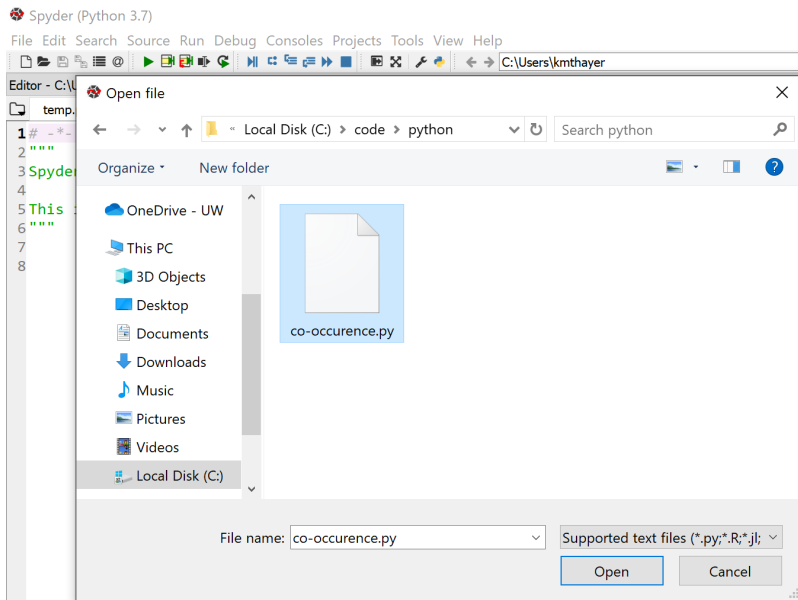 Spyder (Python 3.7)
File Edit Search Source Run Debug Consoles Projects Tools View Help
C:\Users\kmthayer
Editor - C:\
Open file
temp.
« Local Disk (C:) > code > python
Search python
1 # -*-
2 """
3 Spyder
4
5 This
6 """
7
8
Organize
New folder
?
OneDrive - UW
This PC
3D Objects
Desktop
Documents
Downloads
Music
Pictures
Videos
Local Disk (C:)
co-occurence.py
File name: co-occurence.py
Supported text files (*.py;*.R;*.jl;
Open
Cancel